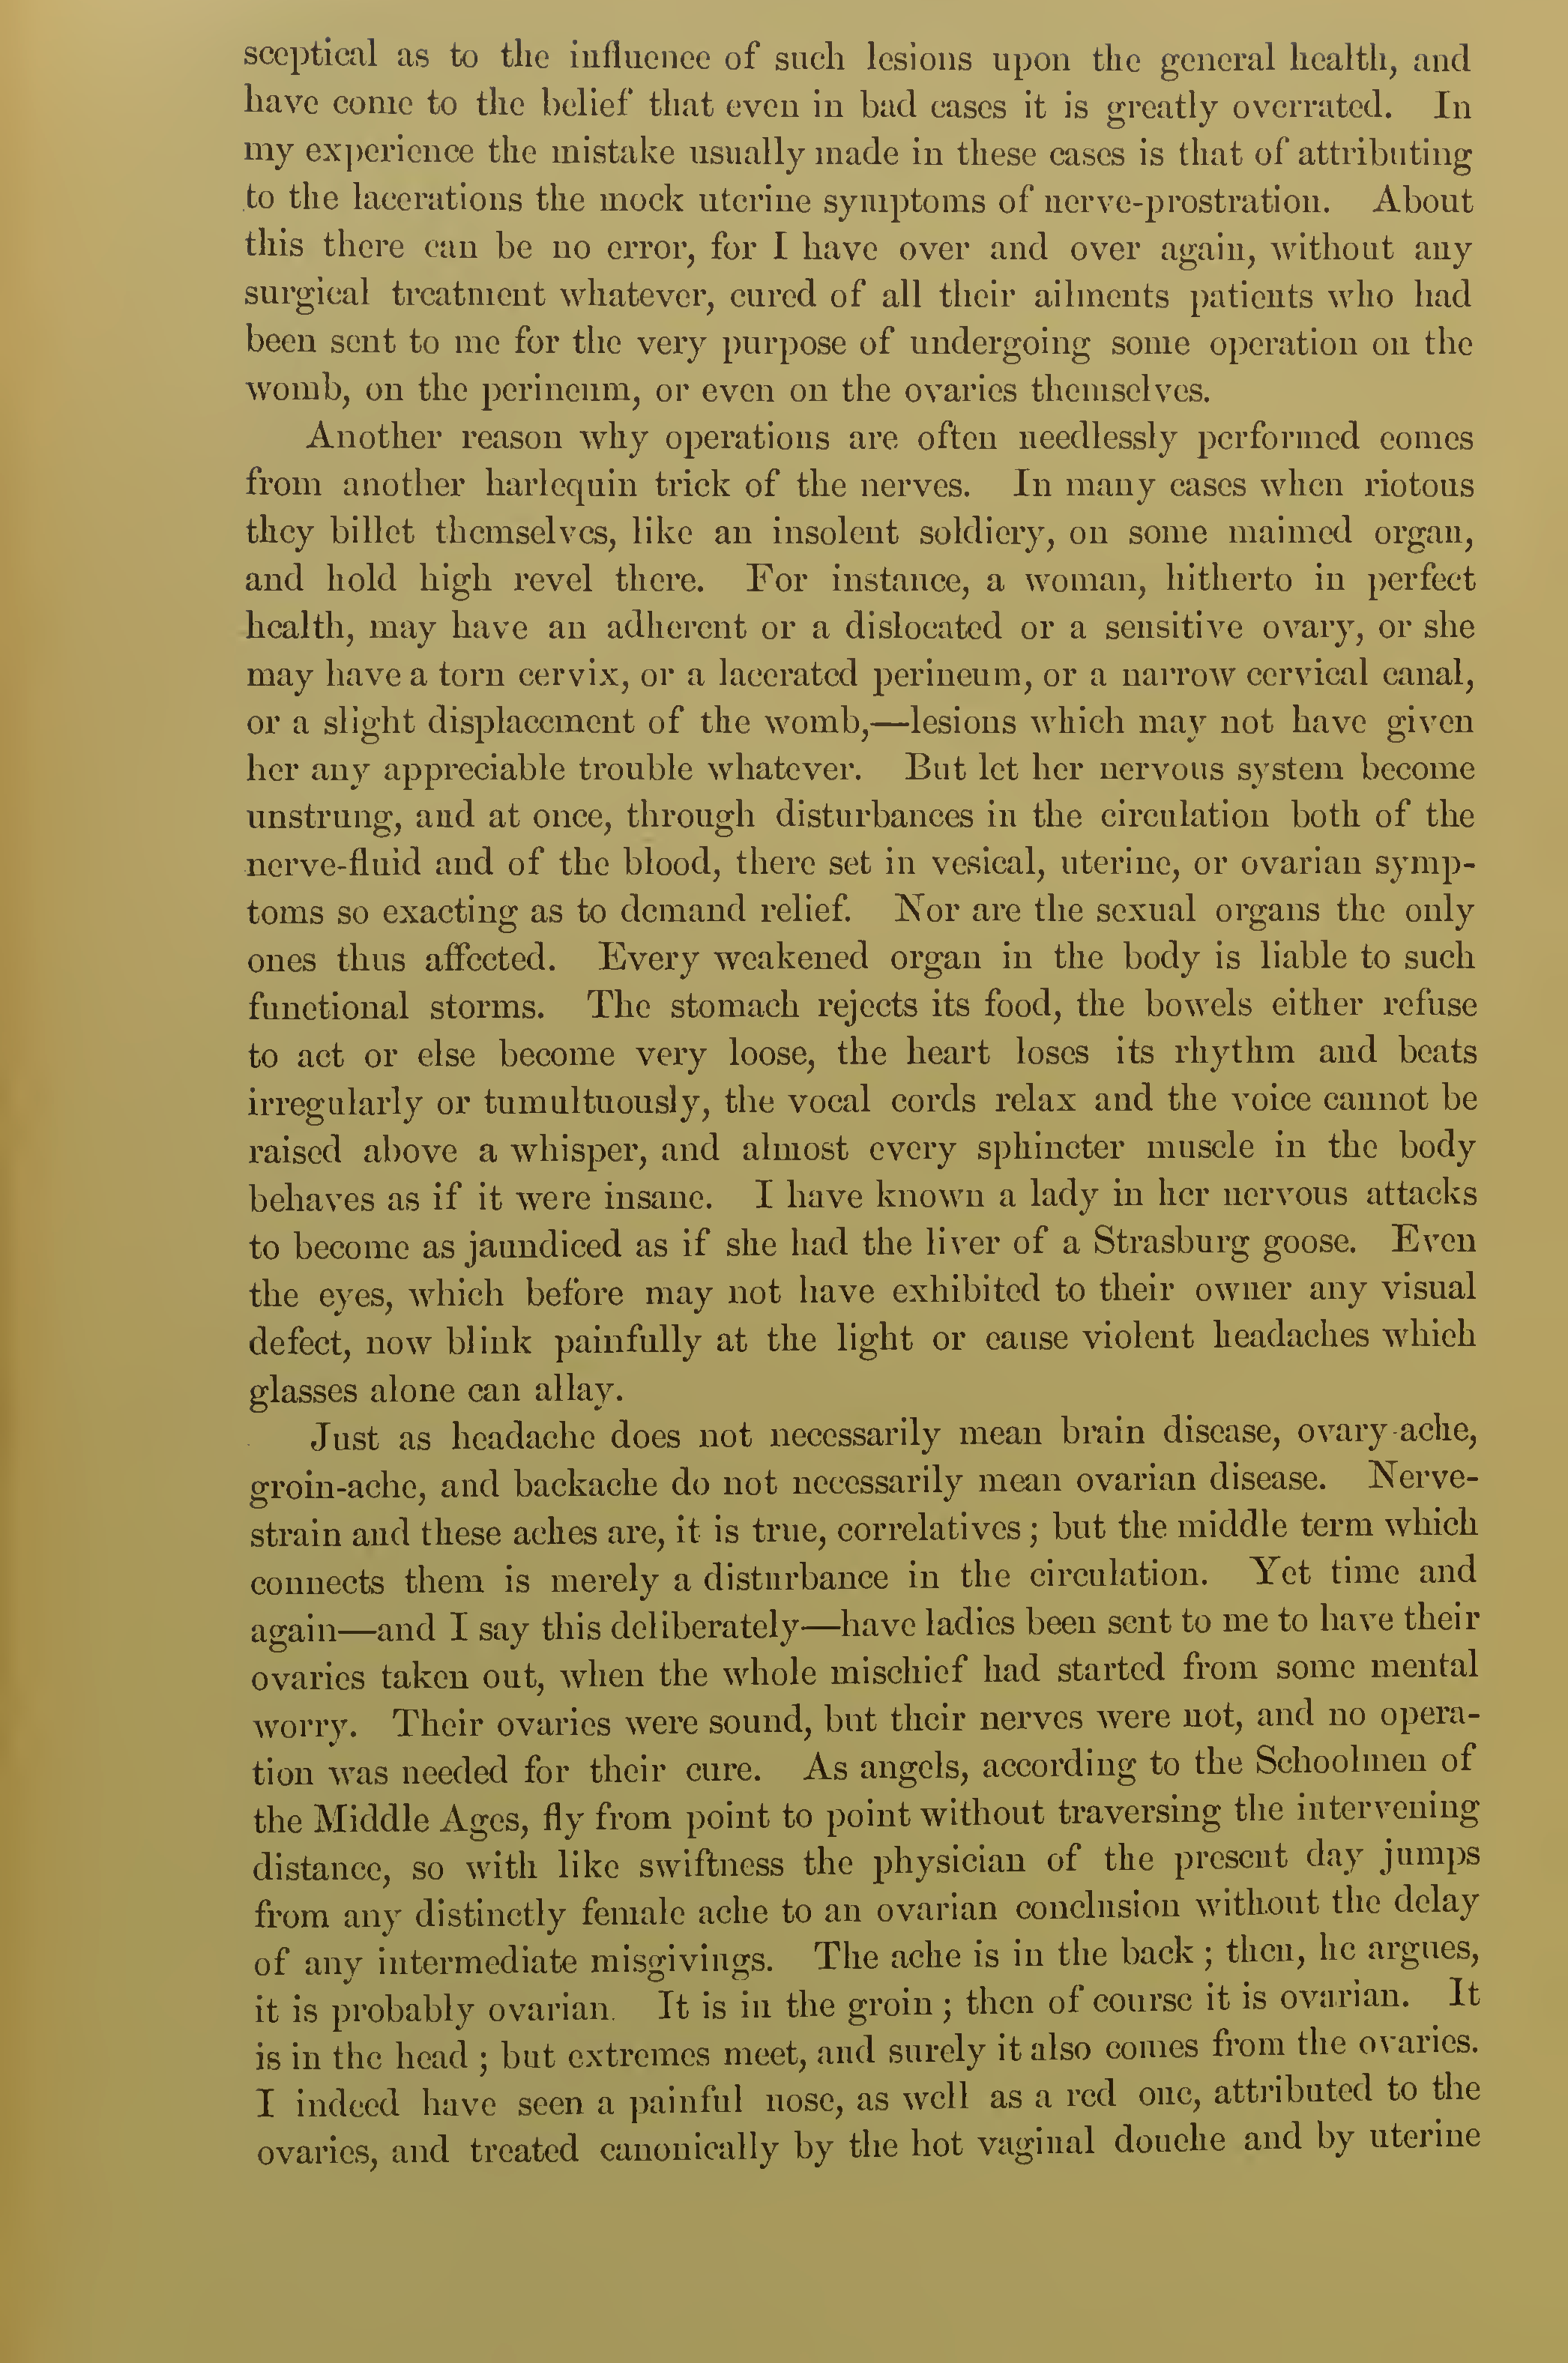 sceptical as to the influence of such lesions upon the general health, and
have come to the belief that even in bad cases it is greatly overrated. In
my experience the mistake usually made in these cases is that of attributing
to the lacerations the mock uterine symptoms of nerve-prostration. About
this there can be no error, for I have over and over again, without any
surgical treatment whatever, cured of all their ailments patients who had
been sent to me for the very purpose of undergoing some operation on the
womb, on the perineum, or even on the ovaries themselves.
Another reason why operations are often needlessly performed comes
from another harlequin trick of the nerves. In many cases when riotous
they billet themselves, like an insolent soldiery, on some maimed organ,
and hold high revel there. For instance, a woman, hitherto in perfect
health, may have an adherent or a dislocated or a sensitive ovary, or she
may have a torn cervix, or a lacerated perineum, or a narrow cervical canal,
or a slight displacement of the womb,—lesions which may not have given
her any appreciable trouble whatever. But let her nervous system become
unstrung, and at once, through disturbances in the circulation both of the
nerve-fluid and of the blood, there set in vesical, uterine, or ovarian symp-
toms so exacting as to demand relief. Nor are the sexual organs the only
ones thus affected. Every weakened organ in the body is liable to such
functional storms. The stomach rejects its food, the bowels either refuse
to act or else become very loose, the heart loses its rhythm and beats
irregularly or tumultuously, the vocal cords relax and the voice cannot be
raised above a whisper, and almost every sphincter muscle in the body
behaves as if it were insane. I have known a lady in her nervous attacks
to become as jaundiced as if she had the liver of a Strasburg goose. Even
the eyes, which before may not have exhibited to their owner any visual
defect, now blink painfully at the light or cause violent headaches which
glasses alone can allay.
Just as headache does not necessarily mean brain disease, ovary-ache,
groin-ache, and backache do not necessarily mean ovarian disease. Nerve-
strain and these aches are, it is true, correlatives; but the middle term which
connects them is merely a disturbance in the circulation. Yet time and
again—and I say this deliberately—have ladies been sent to me to have their
ovaries taken out, when the whole mischief had started from some mental
worry. Their ovaries were sound, but their nerves were not, and no opera-
tion was needed for their cure. As angels, according to the Schoolmen of
the Middle Ages, fly from point to point without traversing the intervening
distance, so with like swiftness the physician of the present day jumps
from any distinctly female ache to an ovarian conclusion without the delay
of any intermediate misgivings. The ache is in the back; then, he argues,
it is probably ovarian. It is in the groin; then of course it is ovarian. It
is in the head; but extremes meet, and surely it also comes from the ovaries.
I indeed have seen a painful nose, as well as a red one, attributed to the
ovaries, and treated canonically by the hot vaginal douche and by uterine